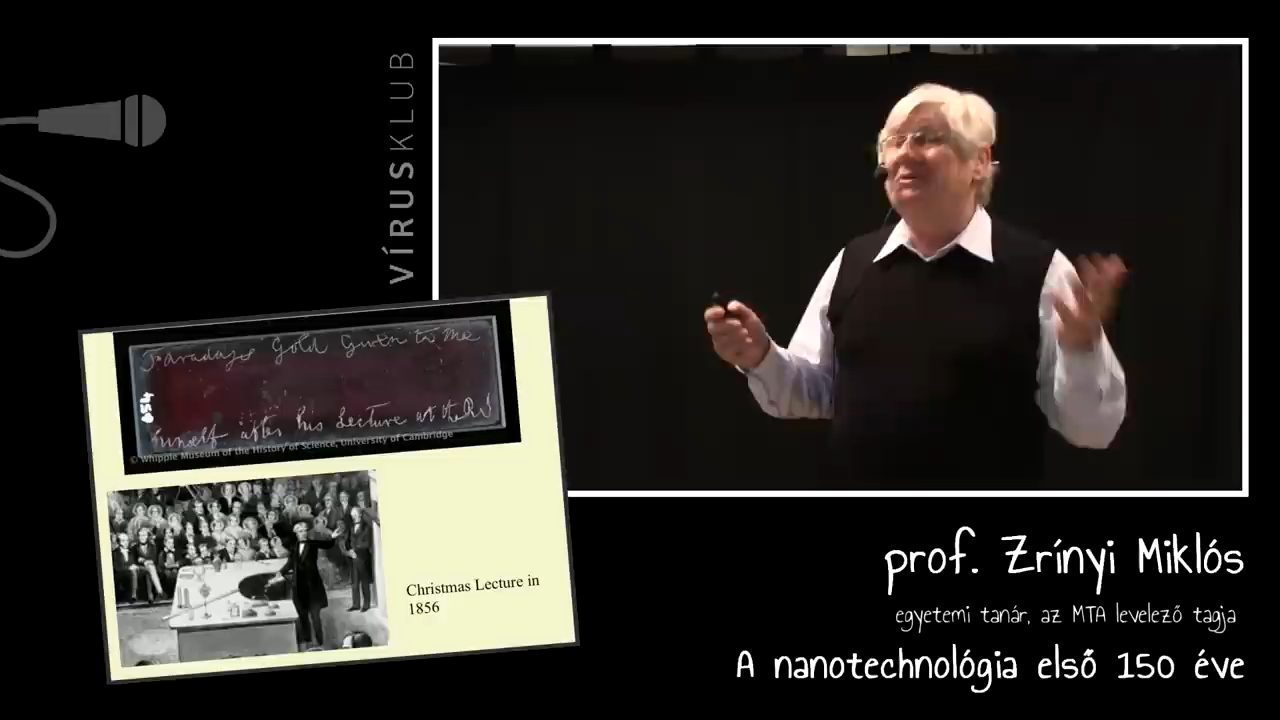 VÍRUSKLUB
Faradays Gold Given to me
himself after his Lecture at the RI
654
© Whipple Museum of the History of Science, University of Cambridge
Christmas Lecture in
1856
prof. Zrínyi Miklós
egyetemi tanár, az MTA levelező tagja
A nanotechnológia első 150 éve